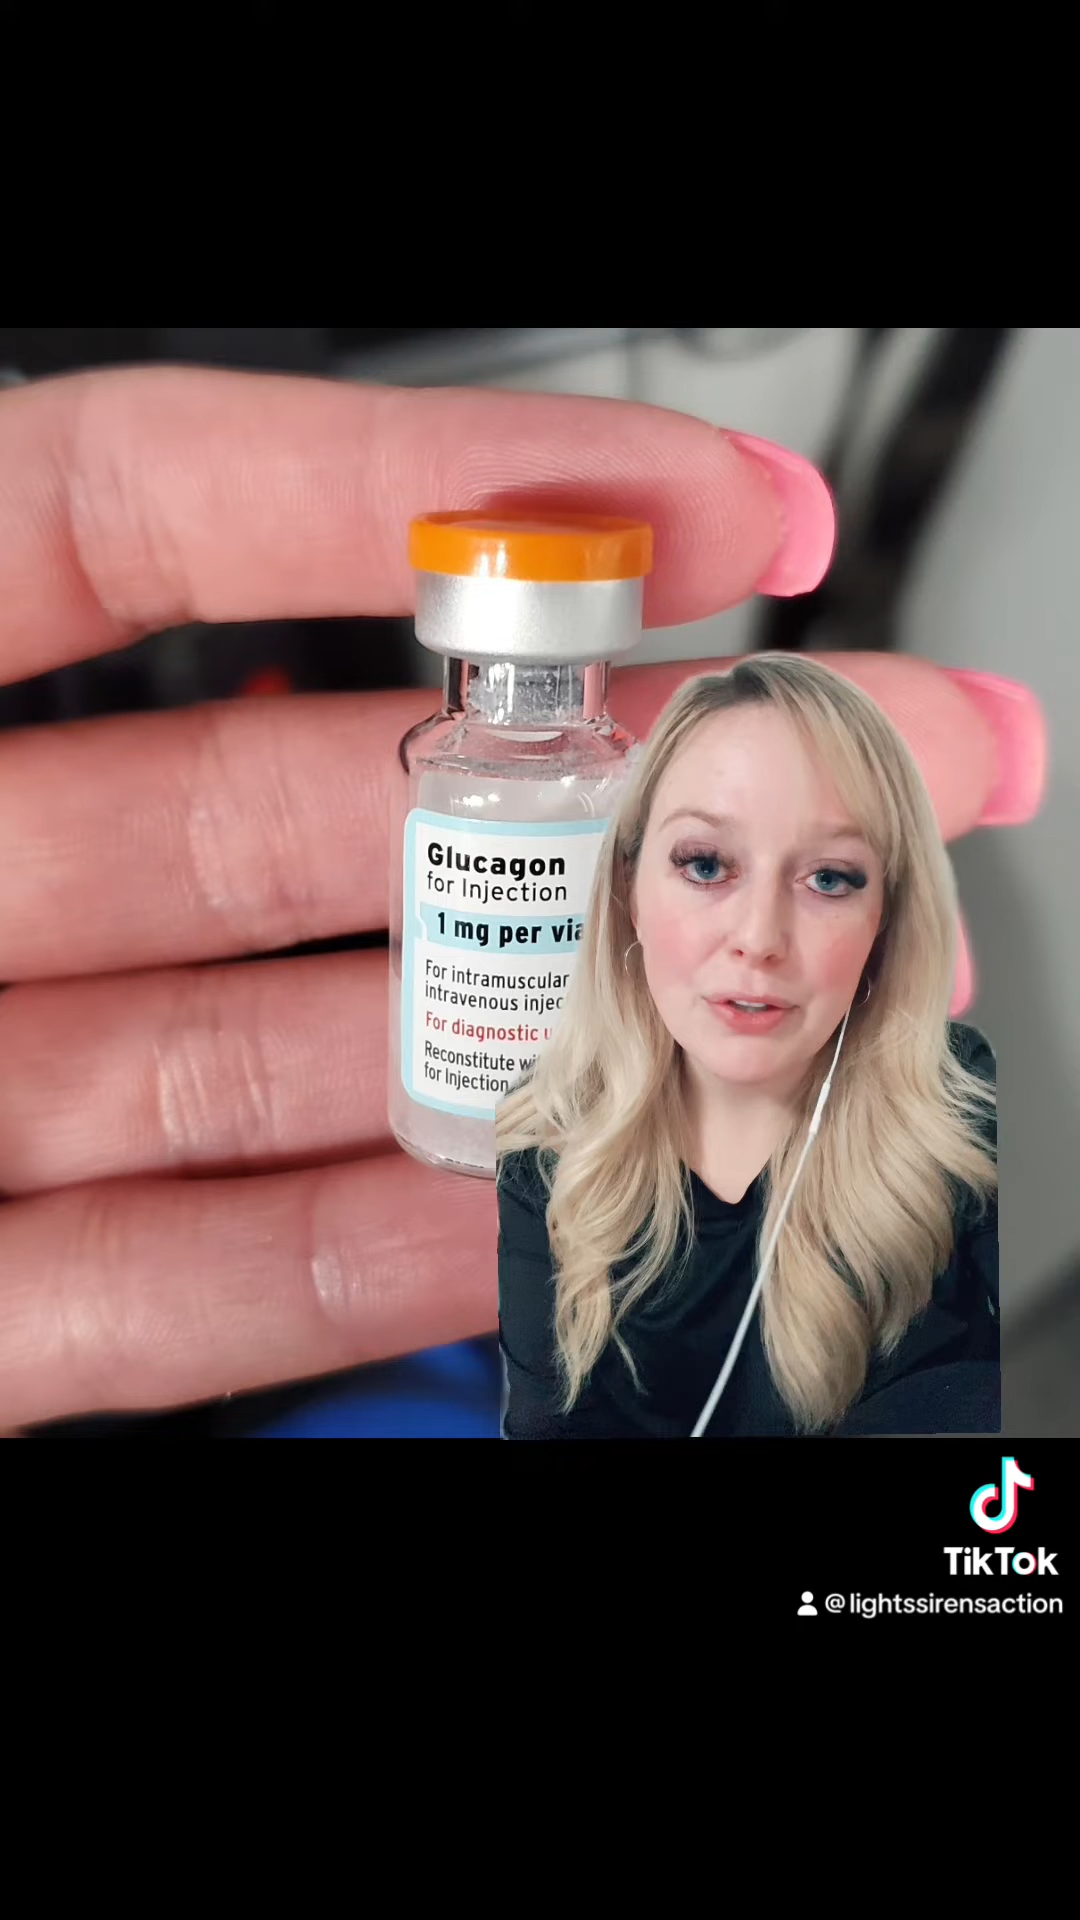 Glucagon
for Injection
1 mg per
For intramuscular
intravenous
For diagnostic
Reconstitute
for Injection
TikTok
@lightssirensaction